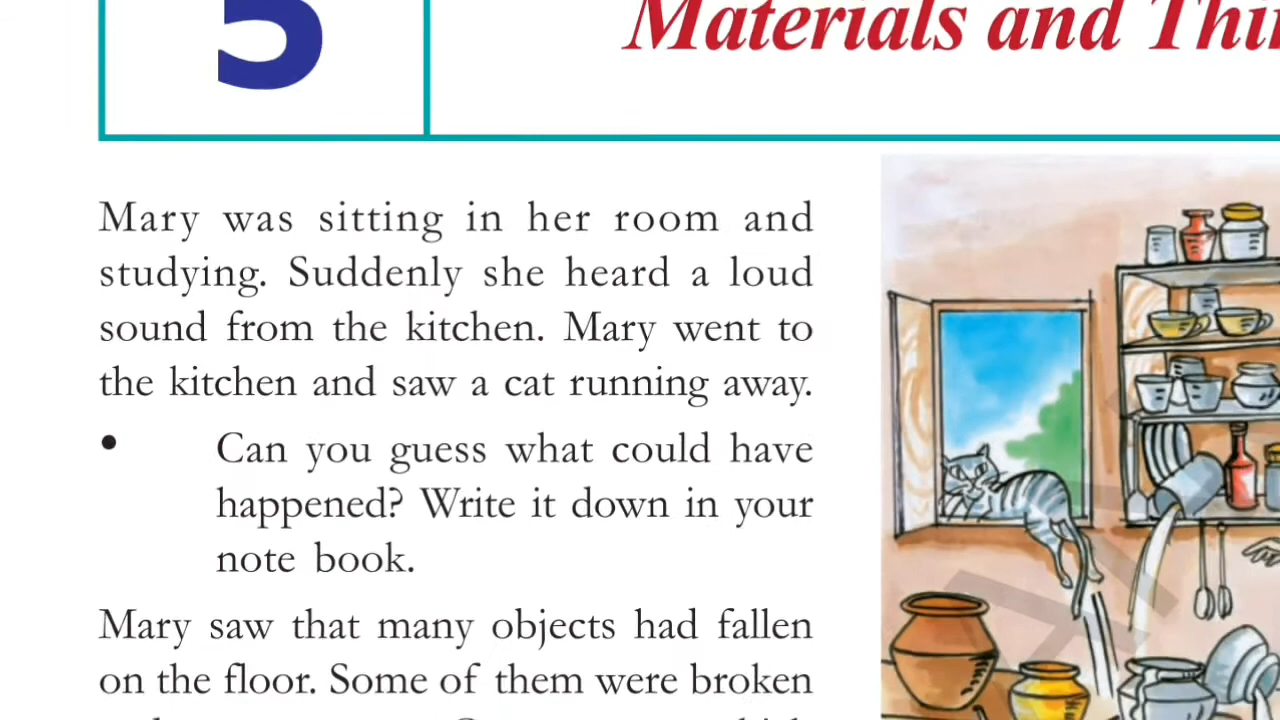 5
Materials and
Mary was sitting in her room and
studying. Suddenly she heard a loud
sound from the kitchen. Mary went to
the kitchen and saw a cat running away.
• Can you guess what could have
happened? Write it down in your
note book.
Mary saw that many objects had fallen
on the floor. Some of them were broken